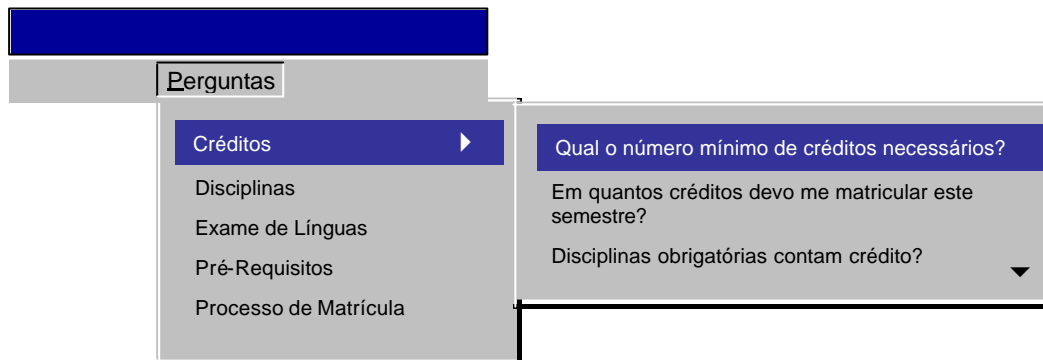 Perguntas
Créditos
Disciplinas
Exame de Línguas
Pré-Requisitos
Processo de Matrícula
Qual o número mínimo de créditos necessários?
Em quantos créditos devo me matricular este
semestre?
Disciplinas obrigatórias contam crédito?